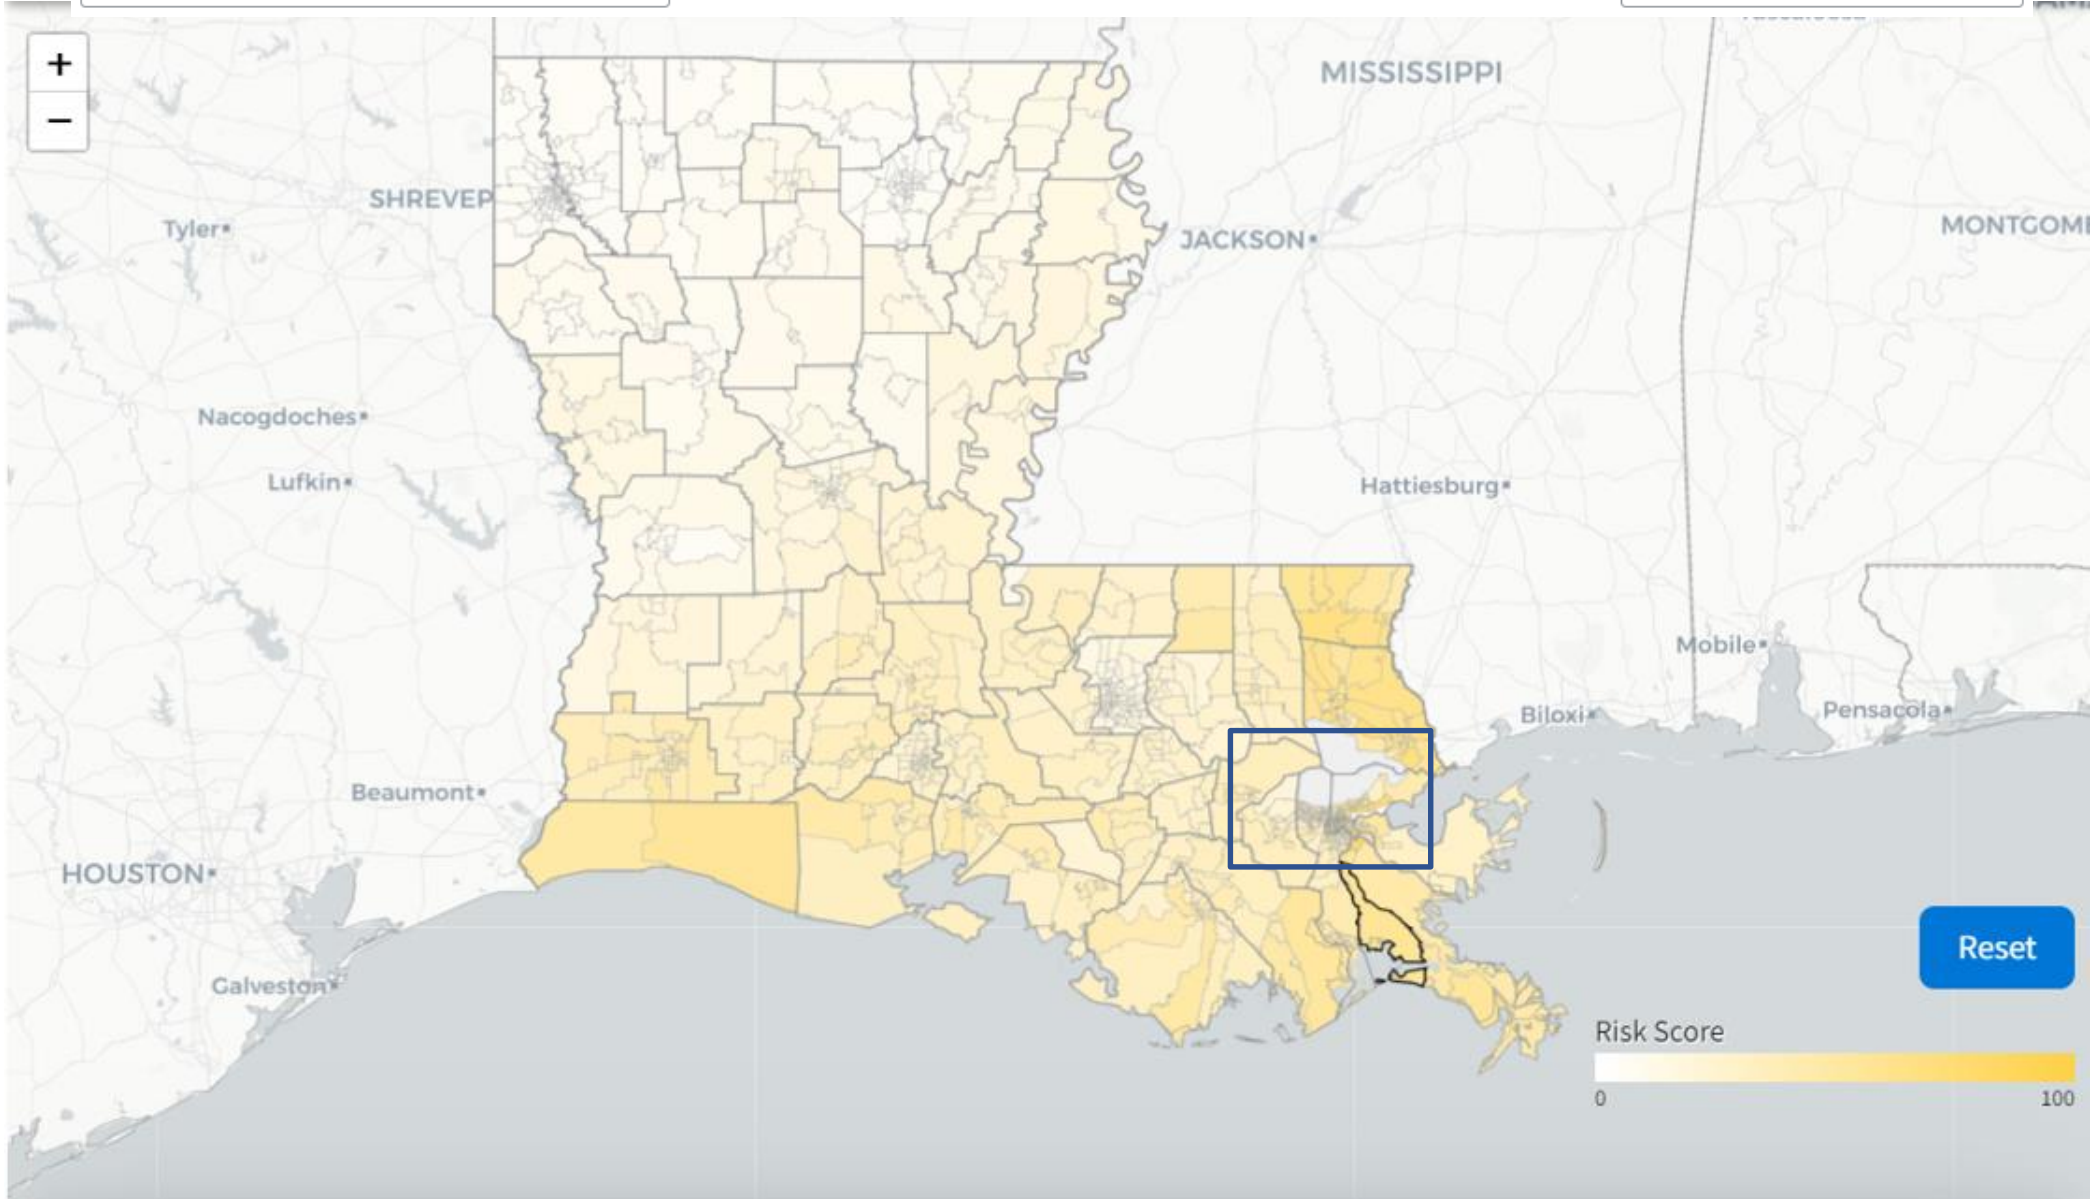 +
MISSISSIPPI
−
SHREVEP
Tyler
JACKSON
MONTGOM
Nacogdoches
Lufkin
Hattiesburg
Mobile
Biloxi
Pensacola
Beaumont
HOUSTON
Reset
Galveston
Risk Score
0
100